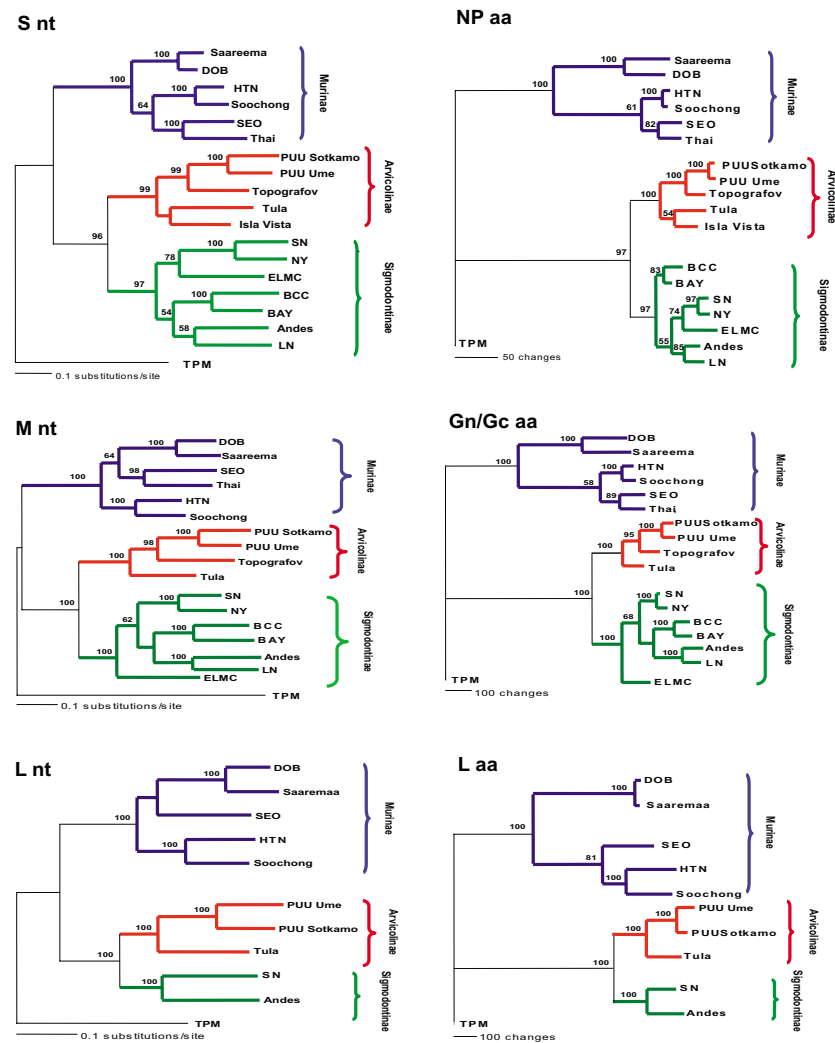 S nt
100
Saareema
100
DOB
100
HTN
64
Soochong
100
SEO
Thai
Murinae
100
PUU Sotkamo
99
PUU Ume
99
Topografov
Tula
Isla Vista
Arvicolinae
96
100
SN
78
NY
ELMC
97
100
BCC
54
BAY
58
Andes
LN
Sigmodontinae
TPM
0.1 substitutions/site
NP aa
Saareema
100
DOB
100
HTN
100
61
Soochong
82
SEO
Thai
Murinae
100
PUUSotkamo
100
PUU Ume
100
Topografov
54
Tula
Isla Vista
Arvicolinae
97
83
BCC
BAY
97
SN
97
74
NY
ELMC
55
85
Andes
LN
Sigmodontinae
TPM
50 changes
M nt
100
DOB
64
Saareema
100
98
SEO
Thai
100
HTN
Soochong
Murinae
100
PUU Sotkamo
98
PUU Ume
100
Topografov
Tula
Arvicolinae
100
100
SN
62
NY
100
BCC
BAY
100
100
Andes
LN
ELMC
Sigmodontinae
TPM
0.1 substitutions/site
Gn/Gc aa
100
DOB
Saareema
100
100
HTN
58
Soochong
89
SEO
Thai
Murinae
100
PUUSotkamo
95
PUU Ume
100
Topografov
Tula
Arvicolinae
100
100
SN
68
NY
100
BCC
BAY
100
100
Andes
LN
ELMC
Sigmodontinae
TPM
100 changes
L nt
100
DOB
Saaremaa
100
SEO
100
HTN
Soochong
Murinae
100
PUU Ume
100
PUU Sotkamo
Tula
Arvicolinae
100
100
SN
Andes
Sigmodontinae
TPM
0.1 substitutions/site
L aa
100
DOB
Saaremaa
100
81
SEO
100
HTN
Soochong
Murinae
100
PUU Ume
100
PUUSotkamo
Tula
Arvicolinae
100
100
SN
Andes
Sigmodontinae
TPM
100 changes